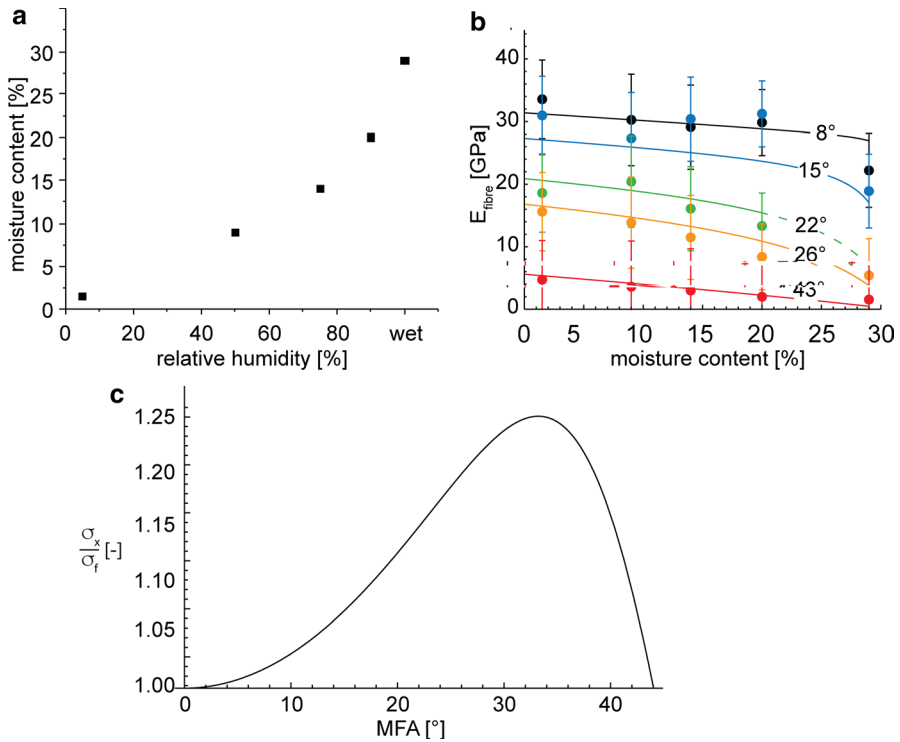 a
moisture content [%]
30
25
20
15
10
5
0
0 20 40 60 80 wet
relative humidity [%]
b
E_fibre [GPa]
40
30
20
10
0
8°
15°
22°
26°
0 5 10 15 20 25 30
moisture content [%]
c
σ_x
σ_f [-]
1.25
1.20
1.15
1.10
1.05
1.00
0 10 20 30 40
MFA [°]